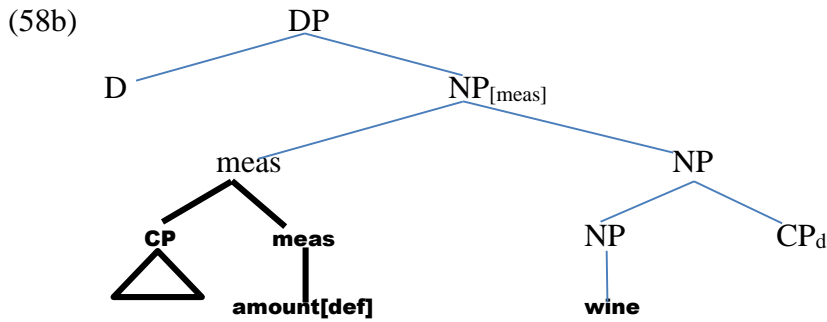 (58b) DP
D NP[meas]
meas NP
CP meas NP CPd
amount[def] wine